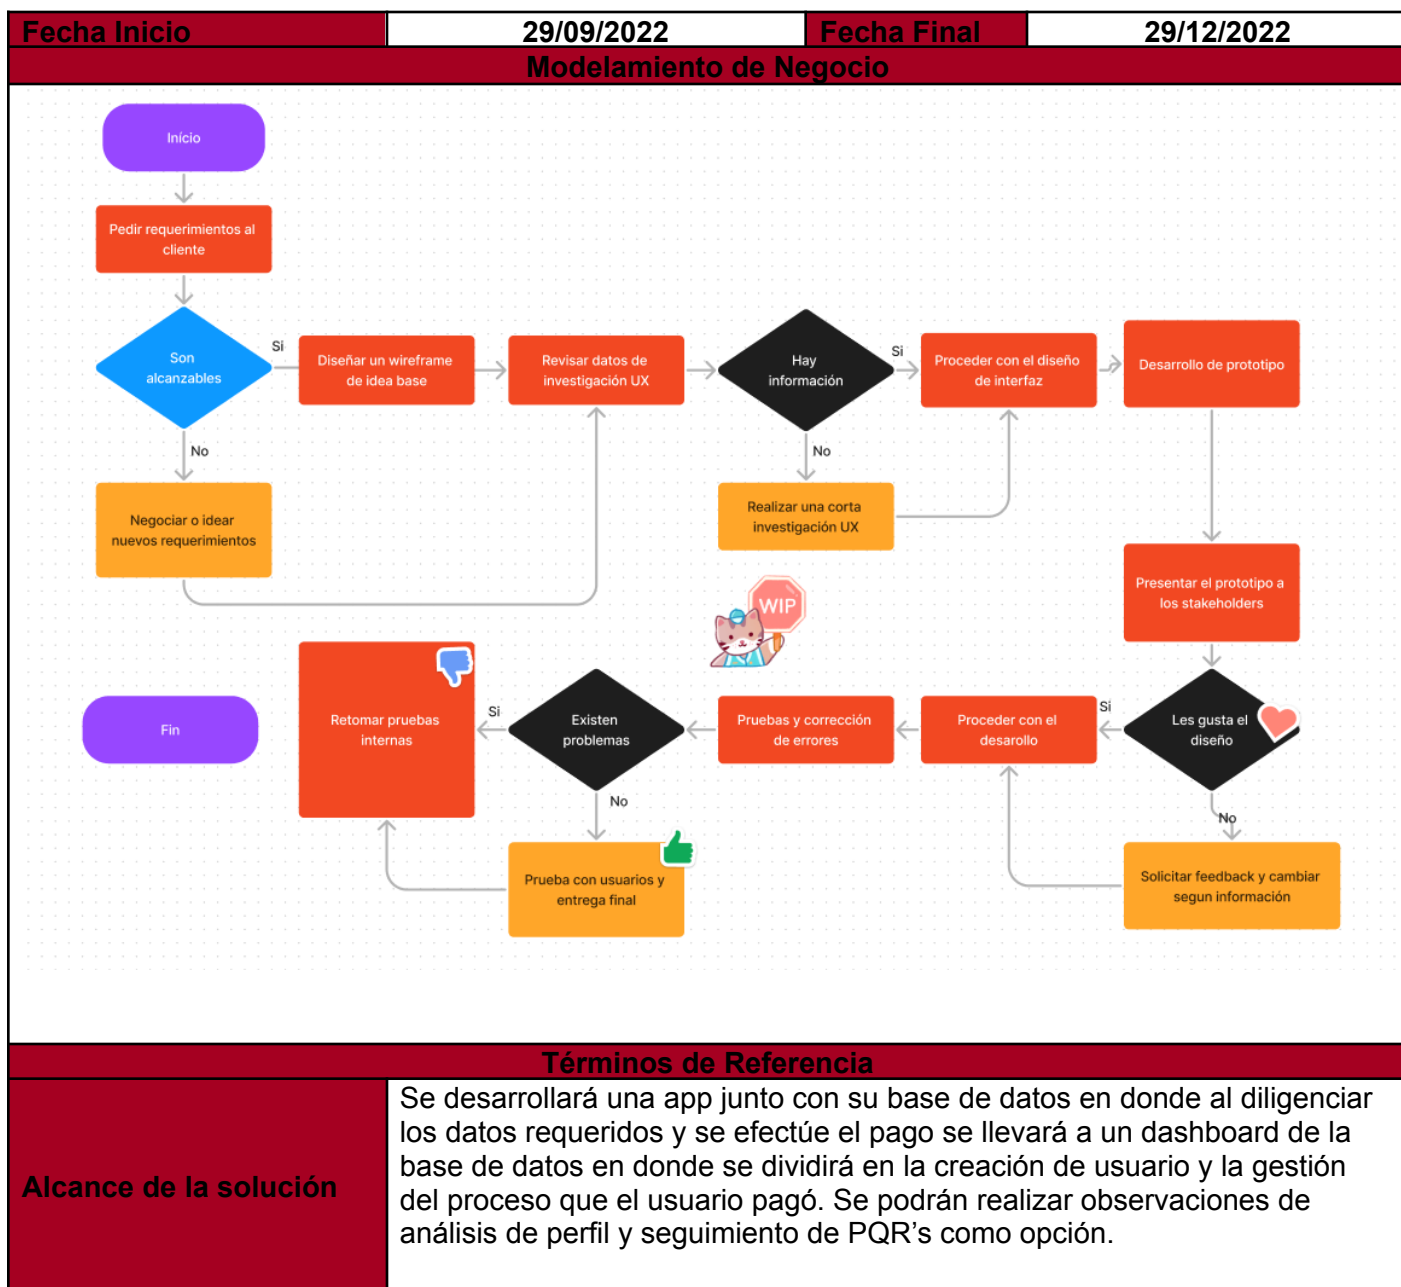 Fecha Inicio 29/09/2022 Fecha Final 29/12/2022
Modelamiento de Negocio
Início
Pedir requerimientos al
cliente
Son
alcanzables
Si
Diseñar un wireframe
de idea base
Revisar datos de
investigación UX
Hay
información
Si
Proceder con el diseño
de interfaz
Desarrollo de prototipo
No
Negociar o idear
nuevos requerimientos
No
Realizar una corta
investigación UX
Presentar el prototipo a
los stakeholders
WIP
Fin
Retomar pruebas
internas
Si
Existen
problemas
Pruebas y corrección
de errores
Proceder con el
desarollo
Si
Les gusta el
diseño
No
Prueba con usuarios y
entrega final
No
Solicitar feedback y cambiar
segun información
Términos de Referencia
Alcance de la solución
Se desarrollará una app junto con su base de datos en donde al diligenciar
los datos requeridos y se efectúe el pago se llevará a un dashboard de la
base de datos en donde se dividirá en la creación de usuario y la gestión
del proceso que el usuario pagó. Se podrán realizar observaciones de
análisis de perfil y seguimiento de PQR’s como opción.